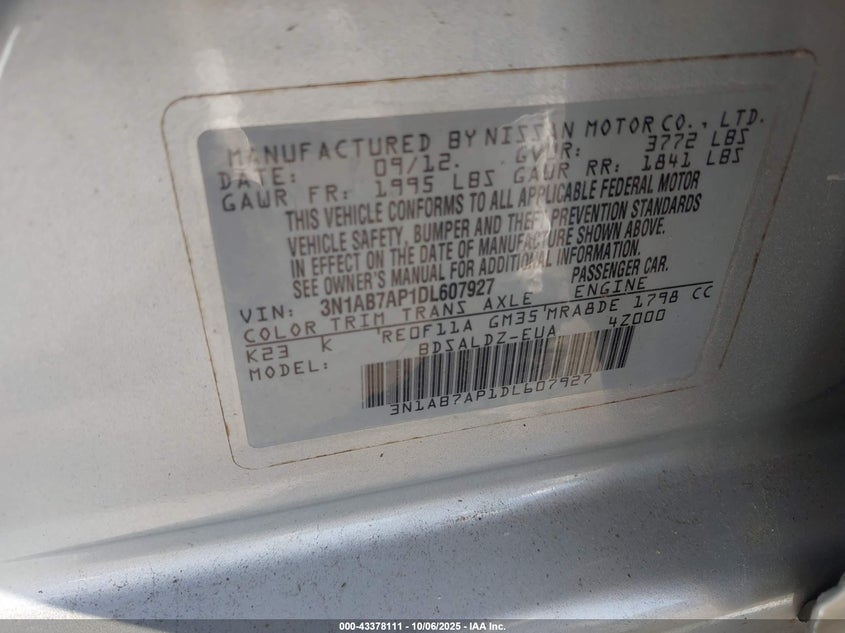 MANUFACTURED BY NISSAN MOTOR CO., LTD.
DATE: 09/12. GVWR: 3772 LBS
GAWR FR: 1995 LBS GAWR RR: 1841 LBS
THIS VEHICLE CONFORMS TO ALL APPLICABLE FEDERAL MOTOR
VEHICLE SAFETY, BUMPER AND THEFT PREVENTION STANDARDS
IN EFFECT ON THE DATE OF MANUFACTURE SHOWN ABOVE.
SEE OWNER'S MANUAL FOR ADDITIONAL INFORMATION.
VIN: 3N1AB7AP1DL607927 PASSENGER CAR.
COLOR TRIM TRANS AXLE ENGINE
K23 K RE0F11A GM35 MRA8DE 1798 CC
MODEL: BDSALDZ-EUA 4Z000
3N1AB7AP1DL607927
000-43378111 - 10/06/2025 - IAA Inc.